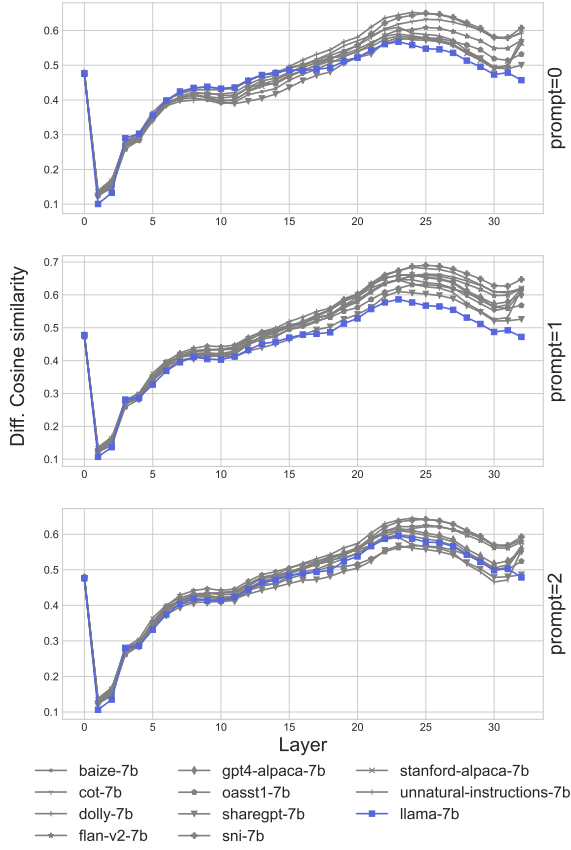 0.6
0.5
0.4
0.3
0.2
0.1
0 5 10 15 20 25 30
prompt=0
0.7
0.6
0.5
0.4
0.3
0.2
0.1
0 5 10 15 20 25 30
prompt=1
Diff. Cosine similarity
0.6
0.5
0.4
0.3
0.2
0.1
0 5 10 15 20 25 30
prompt=2
Layer
baize-7b gpt4-alpaca-7b stanford-alpaca-7b
cot-7b oasst1-7b unnatural-instructions-7b
dolly-7b sharegpt-7b llama-7b
flan-v2-7b sni-7b